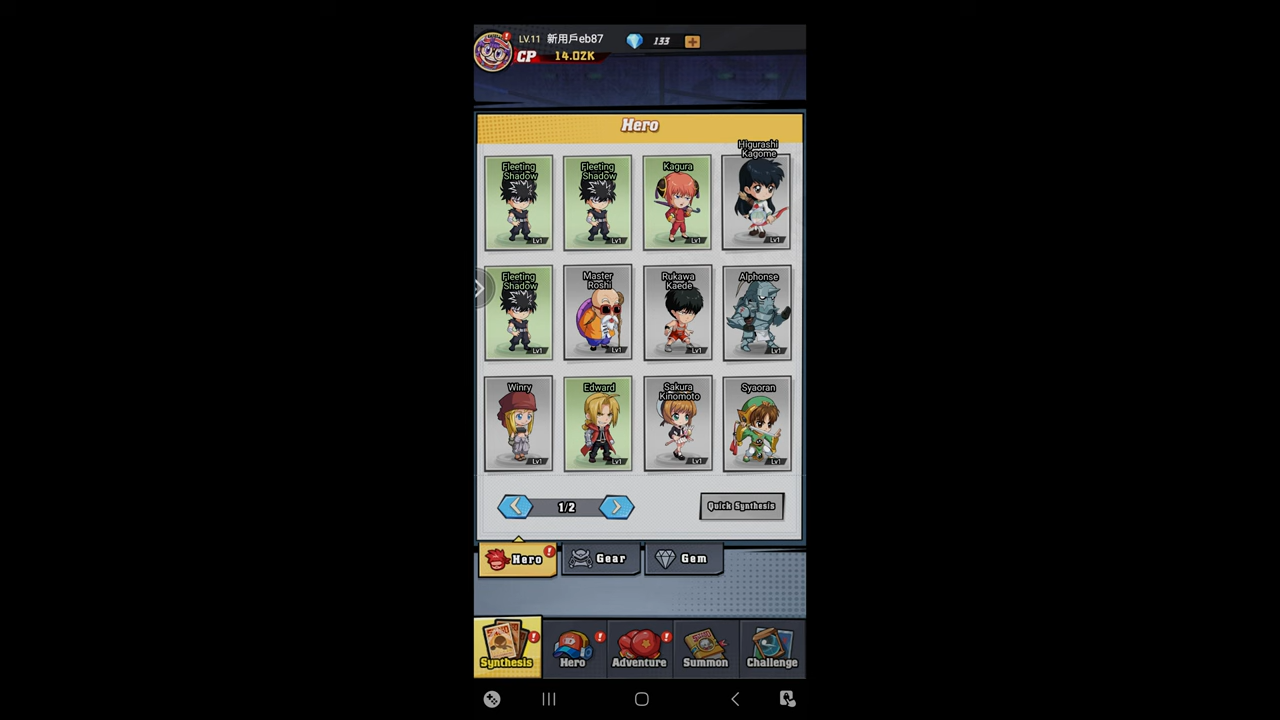 LV.11 新用戶eb87
133
CP 14.02K
Hero
Fleeting
Shadow
Lv1
Fleeting
Shadow
Lv1
Kagura
Lv1
Higurashi
Kagome
Lv1
Fleeting
Shadow
Lv1
Master
Roshi
Lv1
Rukawa
Kaede
Lv1
Alphonse
Lv1
Winry
Lv1
Edward
Lv1
Sakura
Kinomoto
Lv1
Syaoran
Lv1
1/2
Quick Synthesis
Hero
Gear
Gem
Synthesis
Hero
Adventure
Summon
Challenge